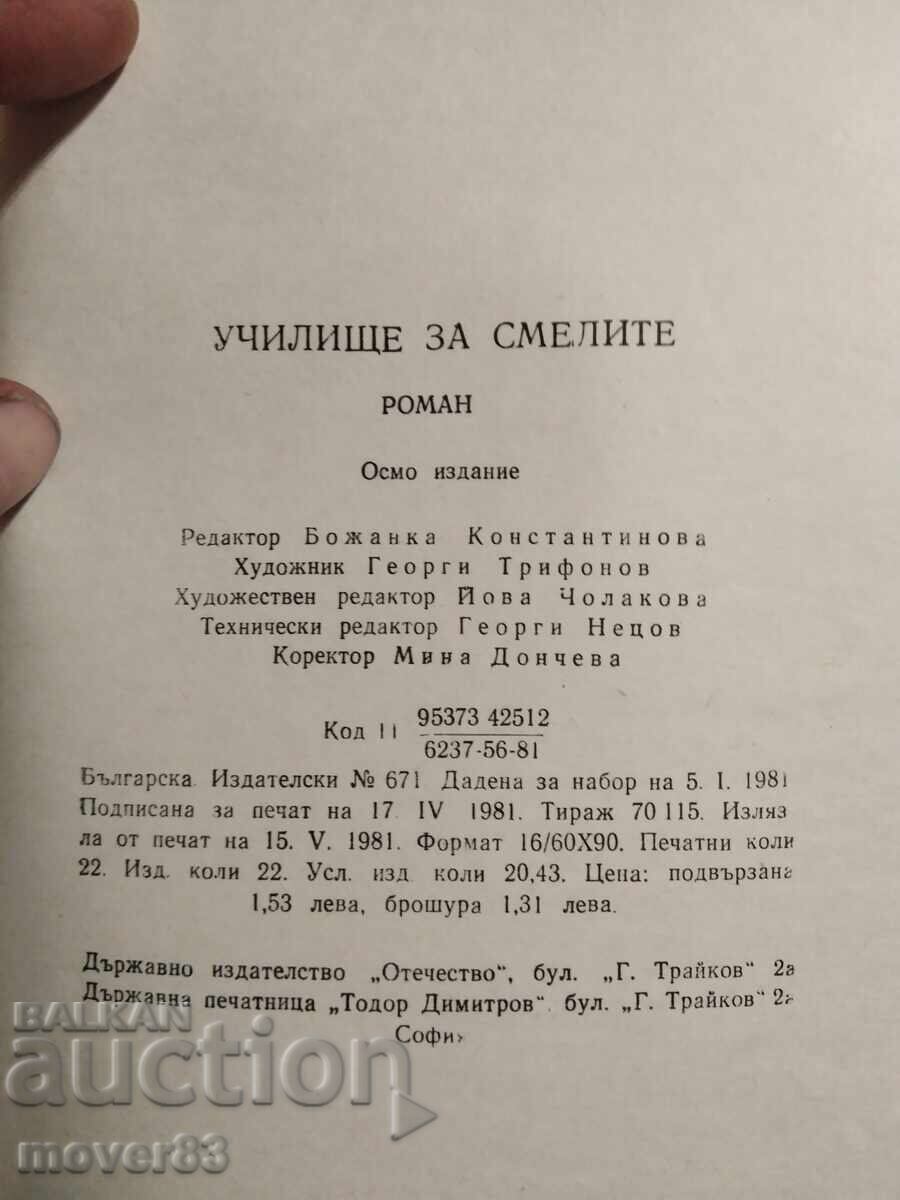 УЧИЛИЩЕ ЗА СМЕЛИТЕ
РОМАН
Осмо издание
Редактор Божанка Константинова
Художник Георги Трифонов
Художествен редактор Йова Чолакова
Технически редактор Георги Нецов
Коректор Мина Дончева
Код 11 95373 42512
6237-56-81
Българска. Издателски № 671 Дадена за набор на 5. I. 1981
Подписана за печат на 17 IV 1981. Тираж 70 115. Изляз
ла от печат на 15. V. 1981. Формат 16/60X90. Печатни коли
22. Изд. коли 22. Усл. изд коли 20,43. Цена: подвързана
1,53 лева, брошура 1,31 лева.
Държавно издателство „Отечество“, бул. „Г. Трайков“ 2а
Държавна печатница „Тодор Димитров“ бул. „Г. Трайков“ 2а
Софи
BALKAN
auction
mover83